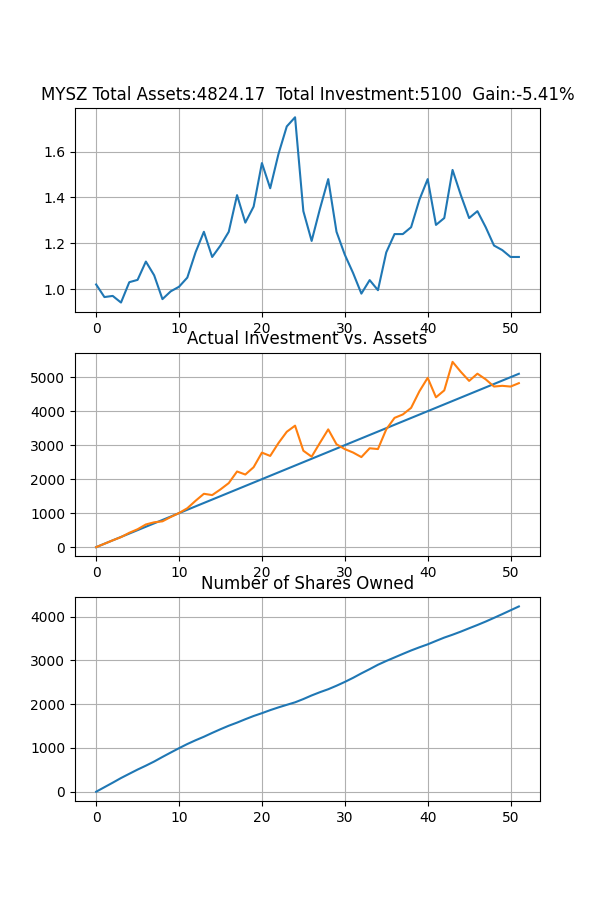 MYSZ Total Assets:4824.17  Total Investment:5100  Gain:-5.41%
1.6
1.4
1.2
1.0
0 10 20 30 40 50
Actual Investment vs. Assets
5000
4000
3000
2000
1000
0
0 10 20 30 40 50
Number of Shares Owned
4000
3000
2000
1000
0
0 10 20 30 40 50